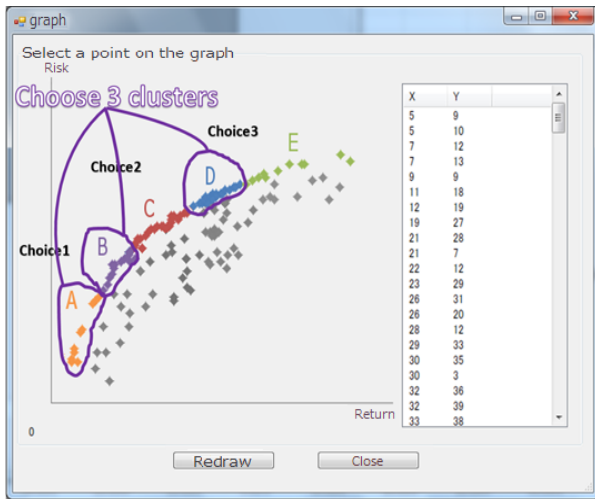 graph
Select a point on the graph
Risk
Choose 3 clusters
Choice3
Choice2
Choice1
A
B
C
D
E
Return
0
X Y
5 9
5 10
7 12
7 13
9 9
11 18
12 19
19 27
21 28
21 7
22 12
23 29
26 31
26 20
28 12
29 33
30 35
30 3
32 36
32 39
33 38
Redraw
Close